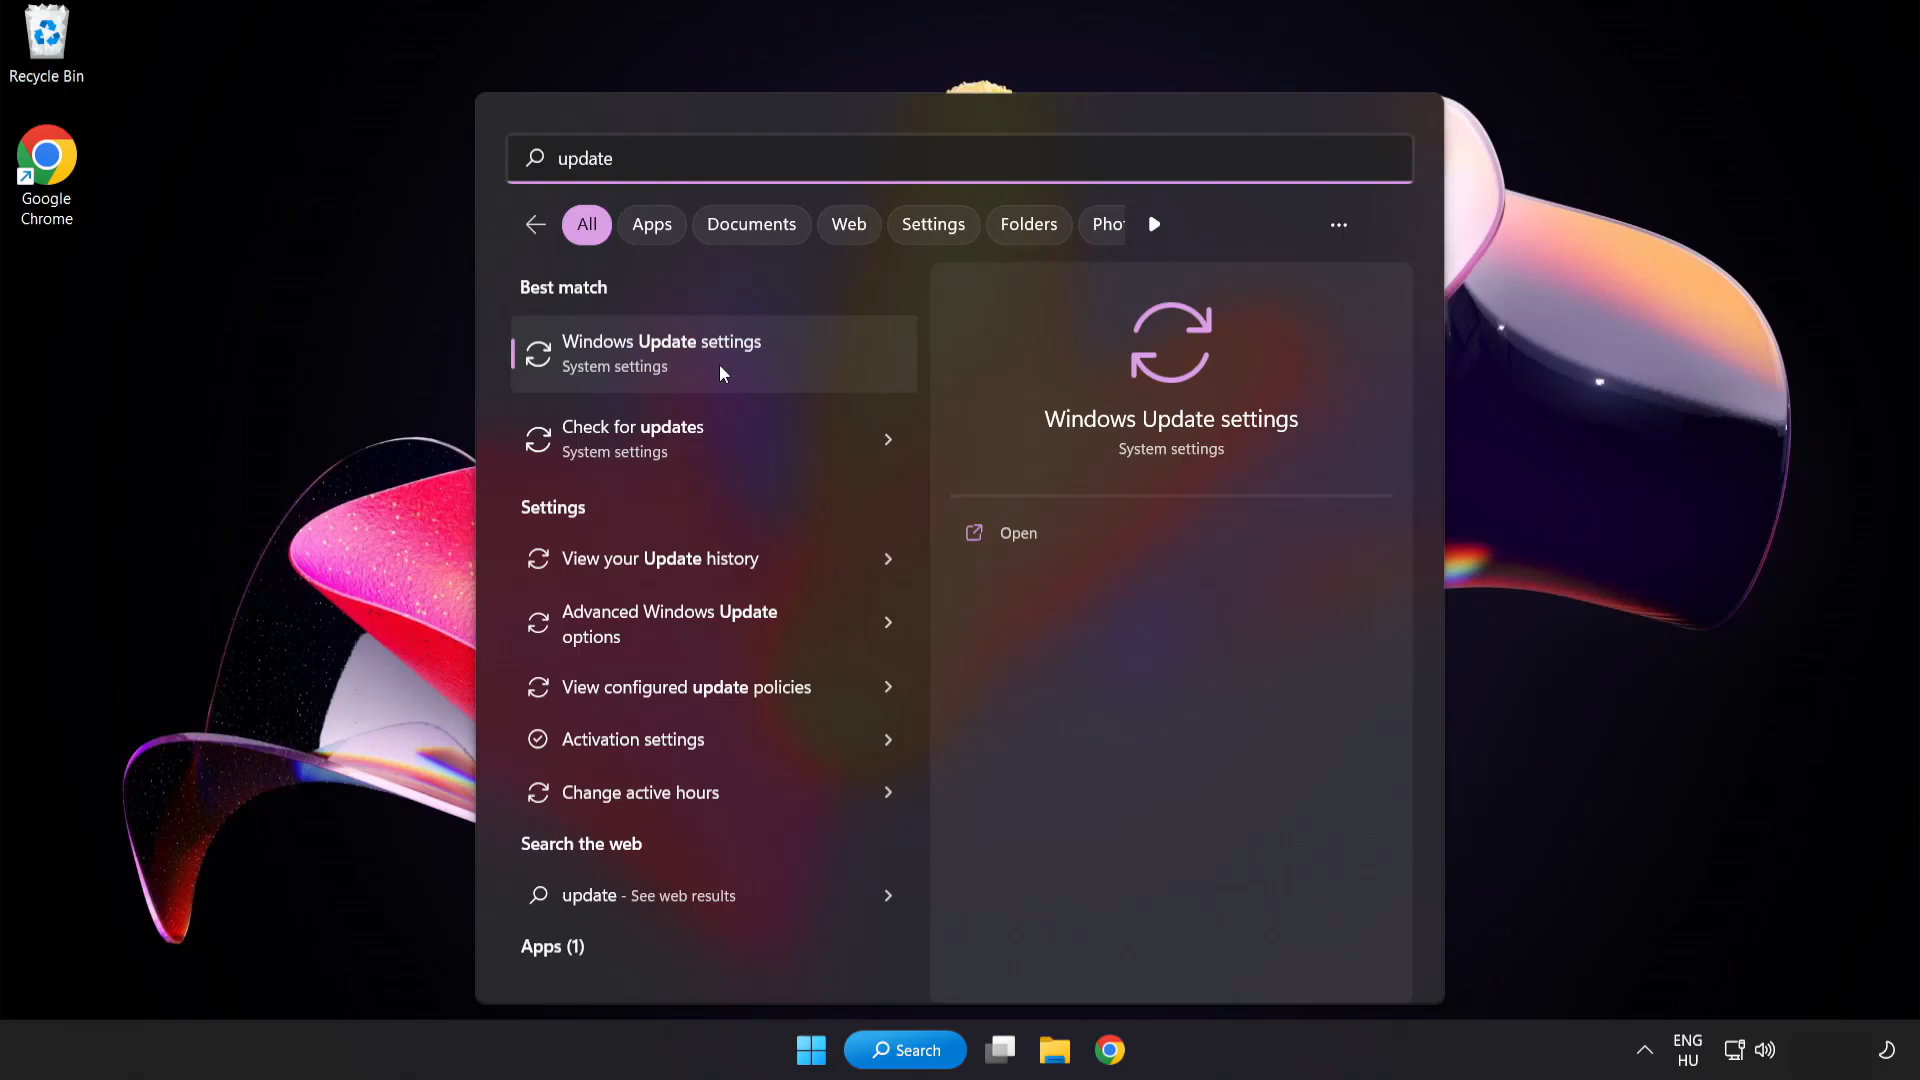 Recycle Bin
Google
Chrome
update
All
Apps
Documents
Web
Settings
Folders
Pho
Best match
Windows Update settings
System settings
Check for updates
System settings
Settings
View your Update history
Advanced Windows Update
options
View configured update policies
Activation settings
Change active hours
Search the web
update - See web results
Apps (1)
Windows Update settings
System settings
Open
Search
ENG
HU